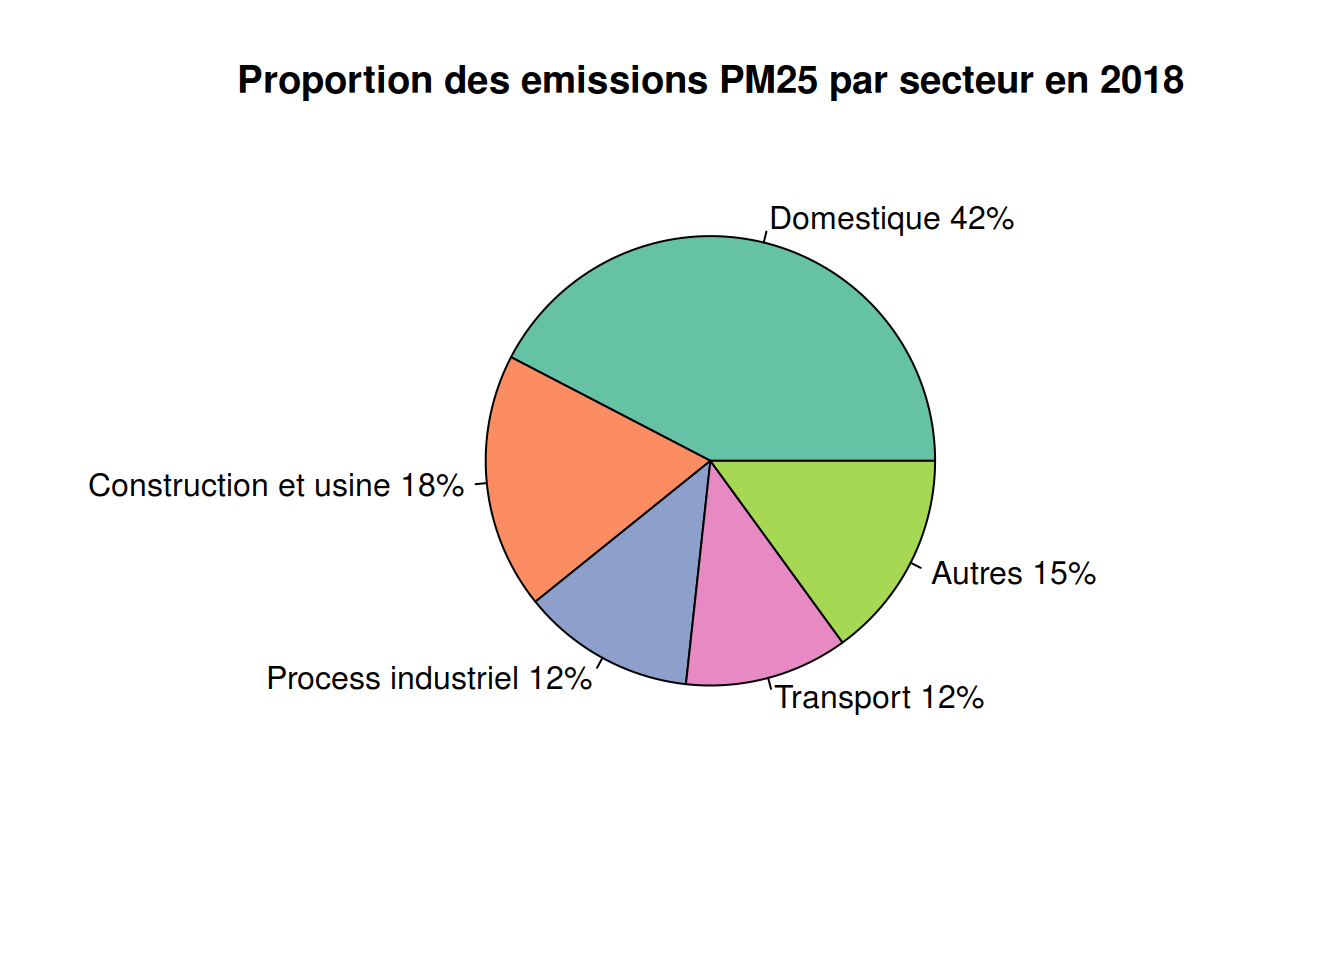 Proportion des emissions PM25 par secteur en 2018
Domestique 42%
Construction et usine 18%
Autres 15%
Process industriel 12%
Transport 12%